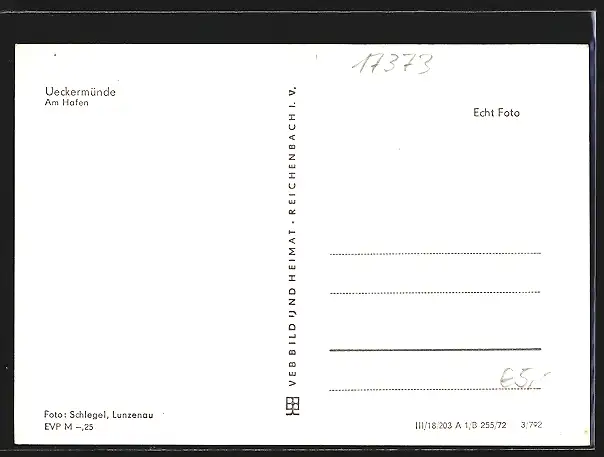 17373
Ueckermünde
Am Hafen
Echt Foto
VEB BILD UND HEIMAT · REICHENBACH I. V.
€5,-
Foto: Schlegel, Lunzenau
EVP M –,25
III/18/203 A 1/B 255/72 3/792